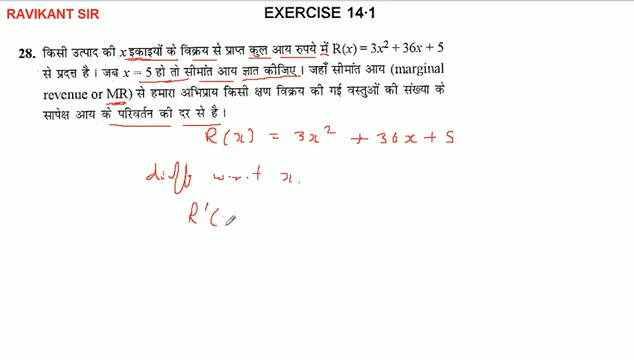 RAVIKANT SIR
EXERCISE 14·1
28. किसी उत्पाद की x इकाइयों के विक्रय से प्राप्त कुल आय रुपये में R(x) = 3x² + 36x + 5
से प्रदत्त है। जब x = 5 हो तो सीमांत आय ज्ञात कीजिए। जहाँ सीमांत आय (marginal
revenue or MR) से हमारा अभिप्राय किसी क्षण विक्रय की गई वस्तुओं की संख्या के
सापेक्ष आय के परिवर्तन की दर से है।
R(x) = 3x² + 36x + 5
diff w.r.t x.
R'(